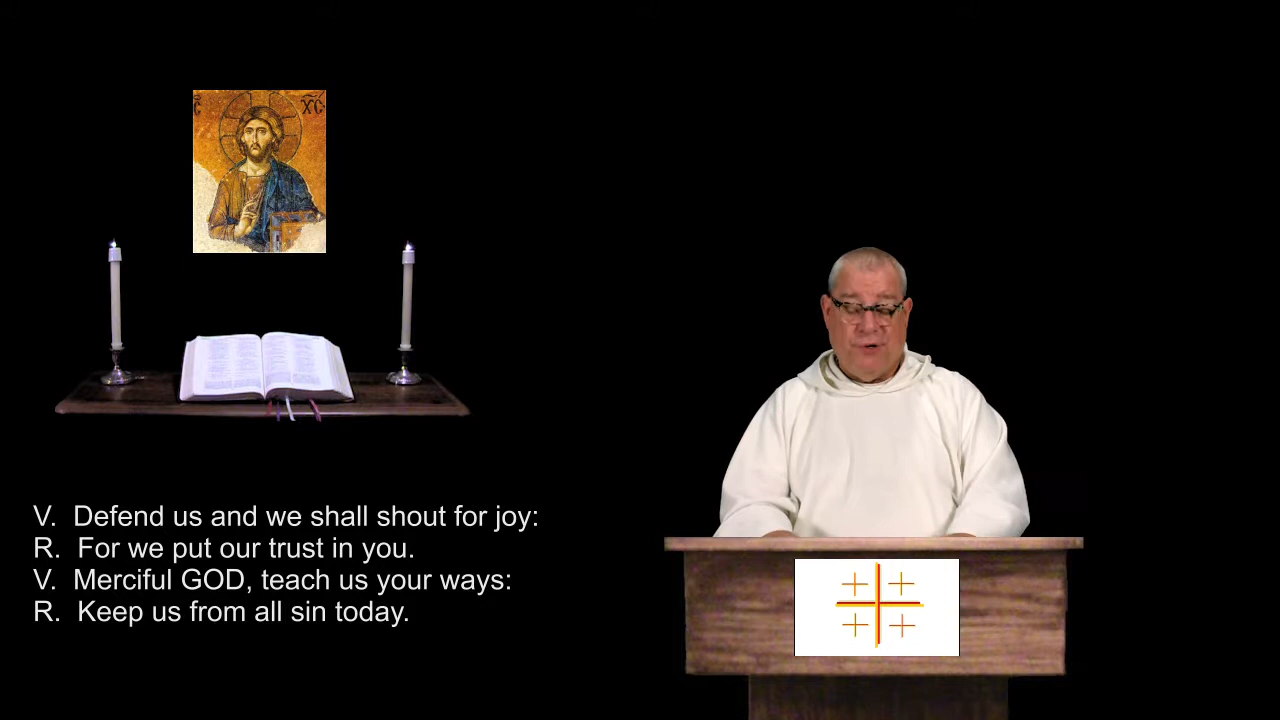 V.  Defend us and we shall shout for joy:
R.  For we put our trust in you.
V.  Merciful GOD, teach us your ways:
R.  Keep us from all sin today.